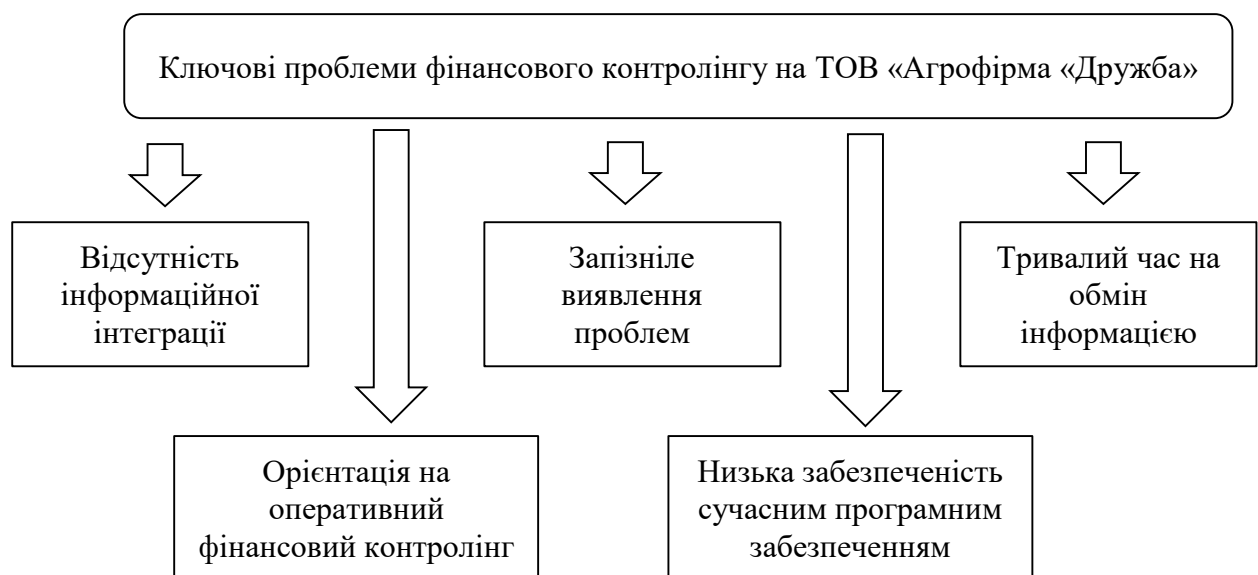 Ключові проблеми фінансового контролінгу на ТОВ «Агрофірма «Дружба»
Відсутність
інформаційної
інтеграції
Запізніле
виявлення
проблем
Тривалий час на
обмін
інформацією
Орієнтація на
оперативний
фінансовий контролінг
Низька забезпеченість
сучасним програмним
забезпеченням